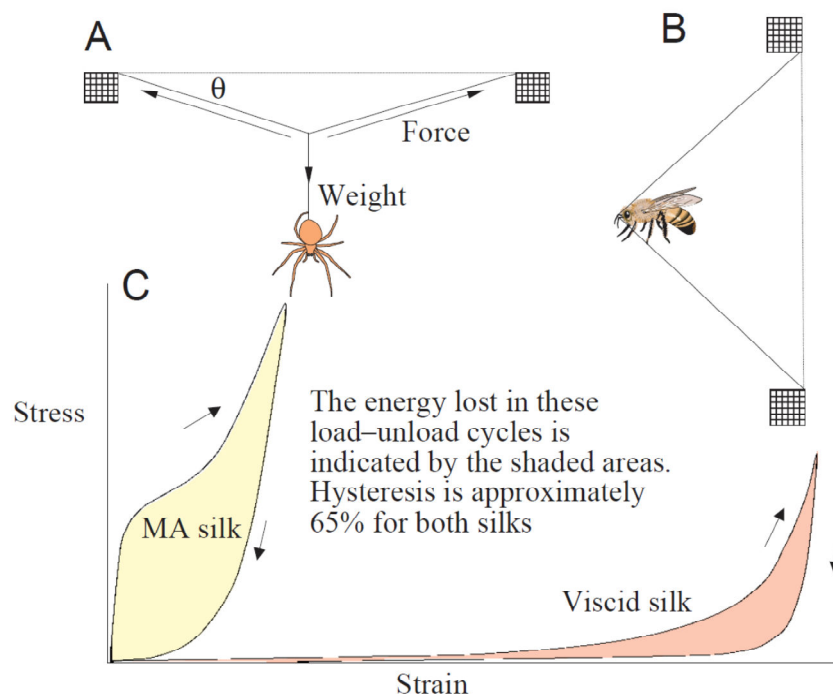 A
B
θ
Force
Weight
C
Stress
The energy lost in these
load–unload cycles is
indicated by the shaded areas.
Hysteresis is approximately
65% for both silks
MA silk
Viscid silk
Strain